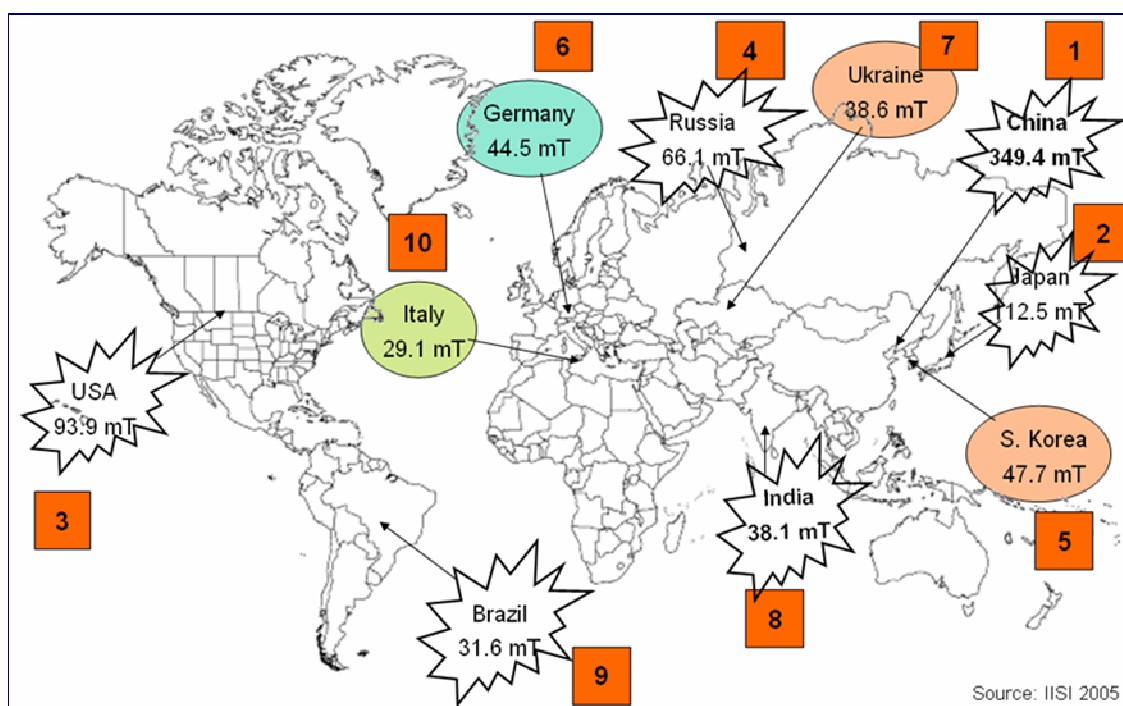 6
4
7
1
Ukraine
38.6 mT
Germany
44.5 mT
Russia
66.1 mT
China
349.4 mT
10
2
Japan
112.5 mT
Italy
29.1 mT
USA
93.9 mT
S. Korea
47.7 mT
India
38.1 mT
3
5
Brazil
31.6 mT
8
9
Source: IISI 2005